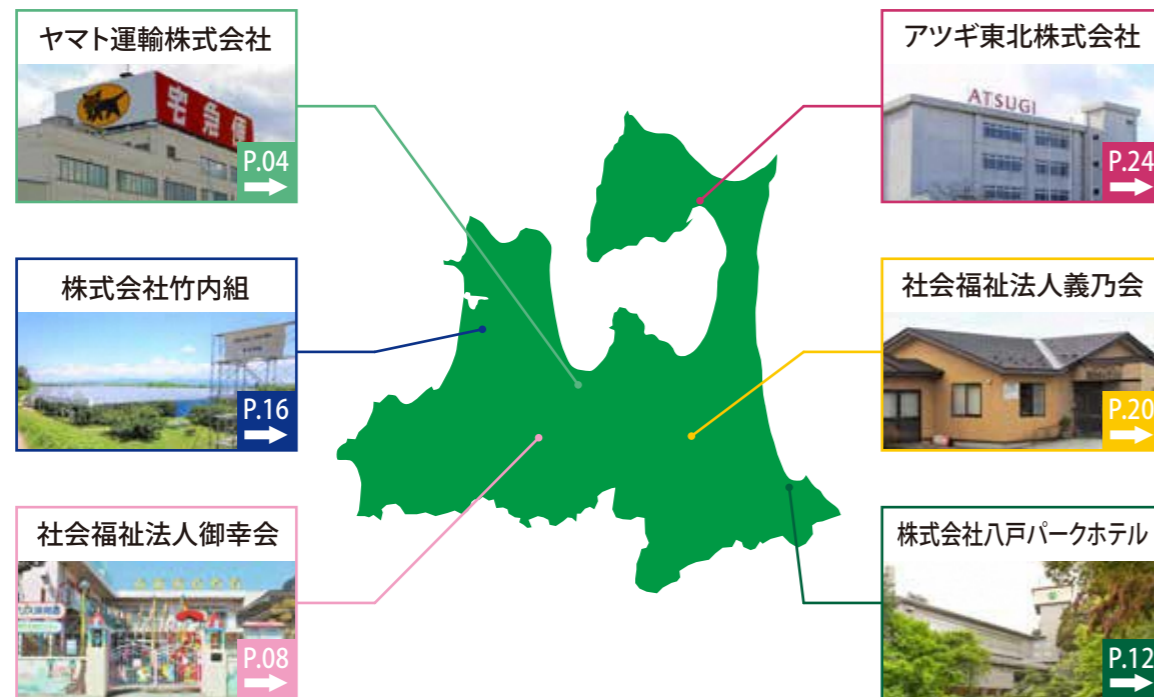 ヤマト運輸株式会社
宅急便
P.04
株式会社竹内組
P.16
社会福祉法人御幸会
P.08
アツギ東北株式会社
ATSUGI
P.24
社会福祉法人義乃会
P.20
株式会社八戸パークホテル
P.12